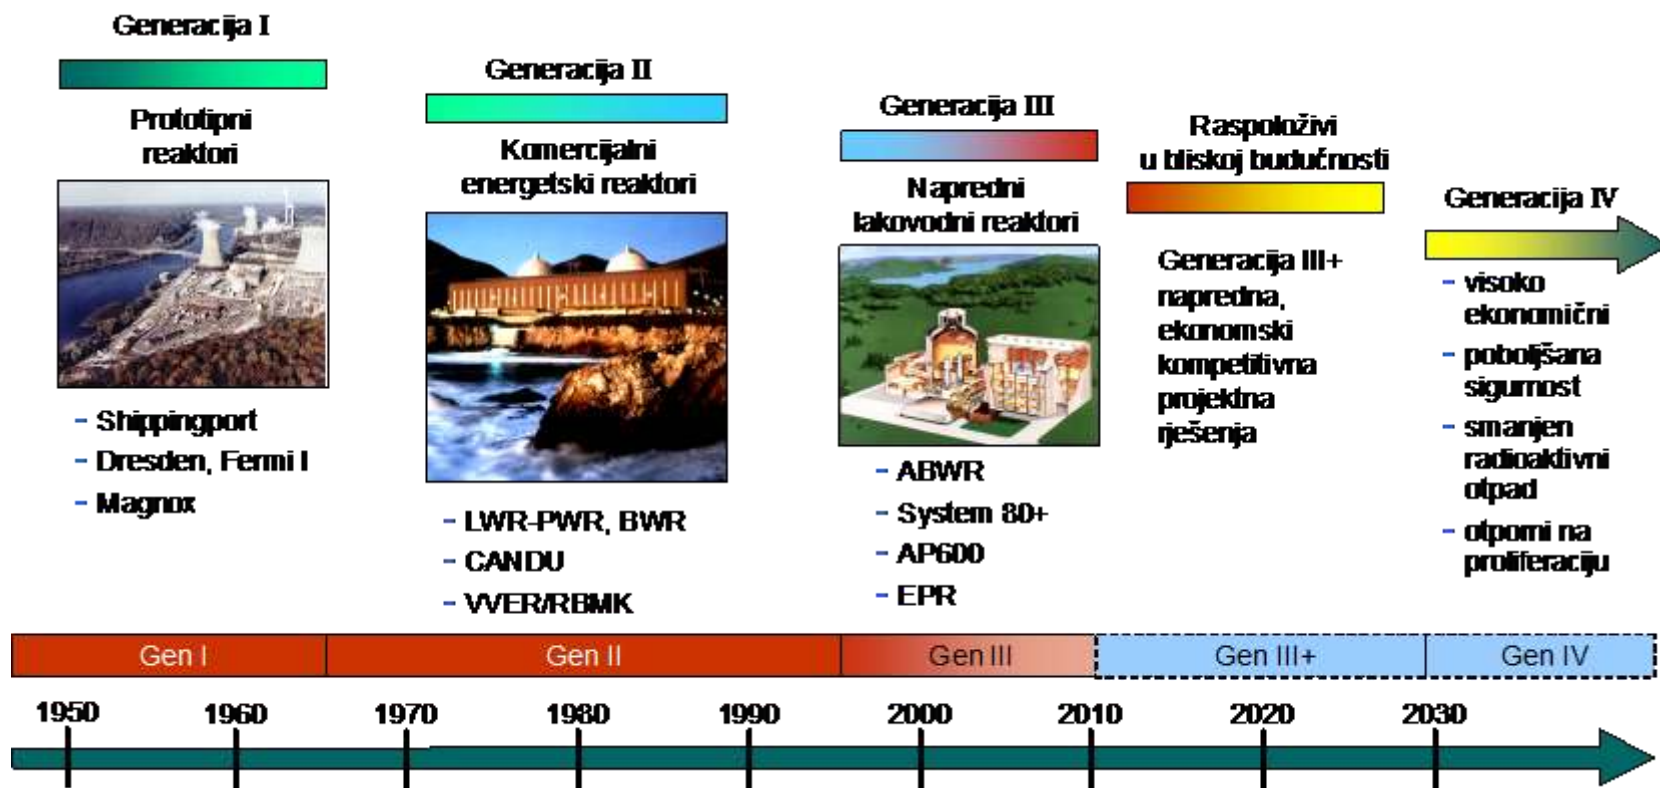 Generacija I
Prototipni
reaktori
- Shippingport
- Dresden, Fermi I
- Magnox
Generacija II
Komercijalni
energetski reaktori
- LWR-PWR, BWR
- CANDU
- VVER/RBMK
Generacija III
Napredni
lakovodni reaktori
- ABWR
- System 80+
- AP600
- EPR
Raspoloživi
u bliskoj budućnosti
Generacija III+
napredna,
ekonomski
kompetitivna
projektna
rješenja
Generacija IV
- visoko
ekonomični
- poboljšana
sigurnost
- smanjen
radioaktivni
otpad
- otporni na
proliferaciju
Gen I
Gen II
Gen III
Gen III+
Gen IV
1950
1960
1970
1980
1990
2000
2010
2020
2030